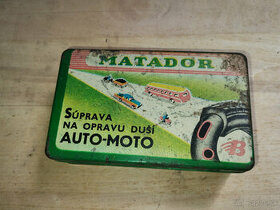 MATADOR
SÚPRAVA
NA OPRAVU DUŠÍ
AUTO-MOTO
B